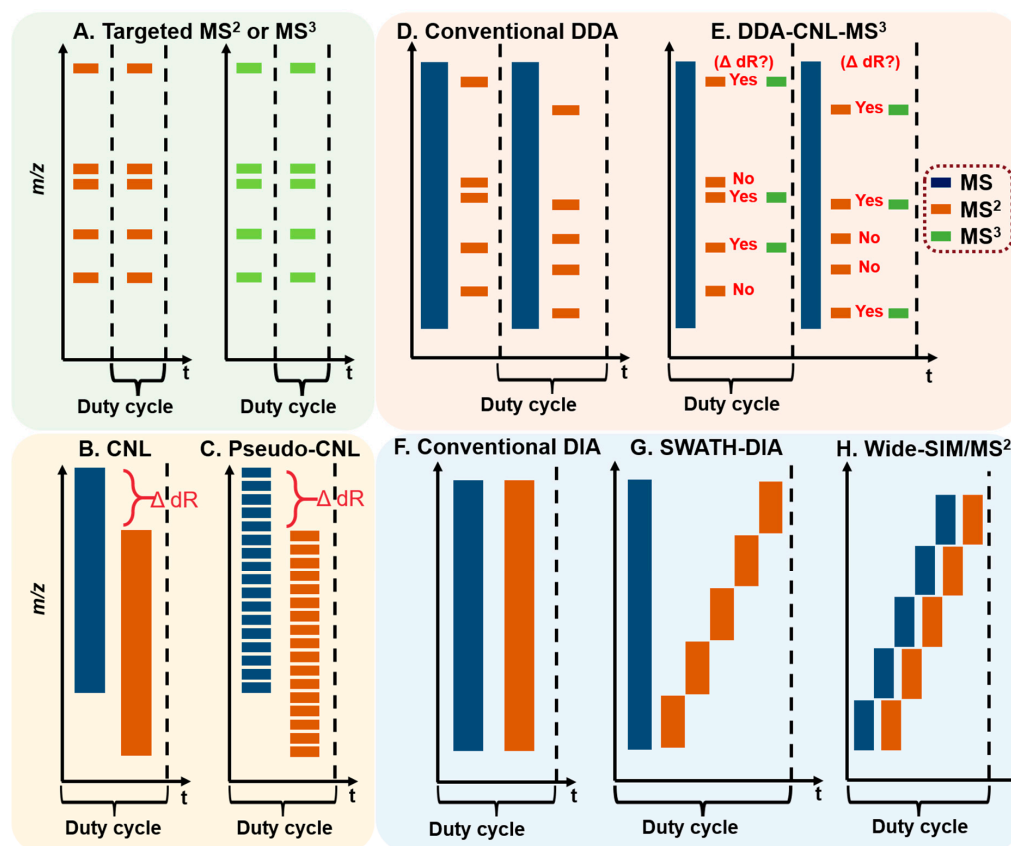 A. Targeted MS² or MS³
m/z
t
t
Duty cycle
Duty cycle
D. Conventional DDA
t
Duty cycle
E. DDA-CNL-MS³
(Δ dR?)
(Δ dR?)
Yes
Yes
No
Yes
Yes
Yes
No
No
No
Yes
t
Duty cycle
MS
MS²
MS³
B. CNL
Δ dR
m/z
t
Duty cycle
C. Pseudo-CNL
Δ dR
t
Duty cycle
F. Conventional DIA
t
Duty cycle
G. SWATH-DIA
t
Duty cycle
H. Wide-SIM/MS²
Duty cycle